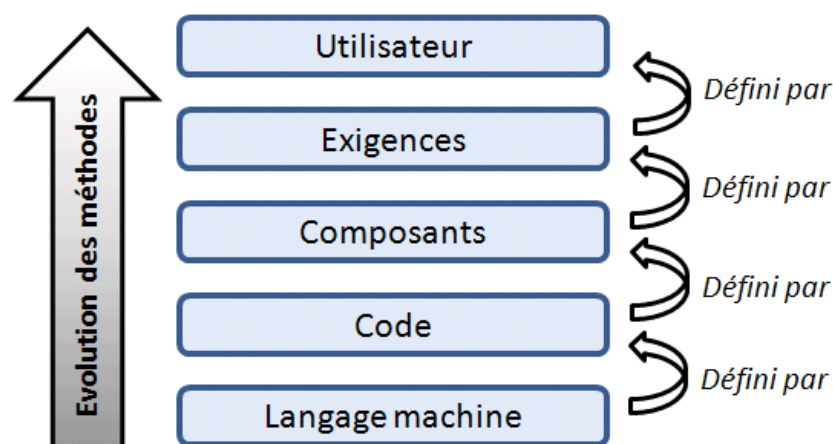 Evolution des méthodes
Utilisateur
Défini par
Exigences
Défini par
Composants
Défini par
Code
Défini par
Langage machine